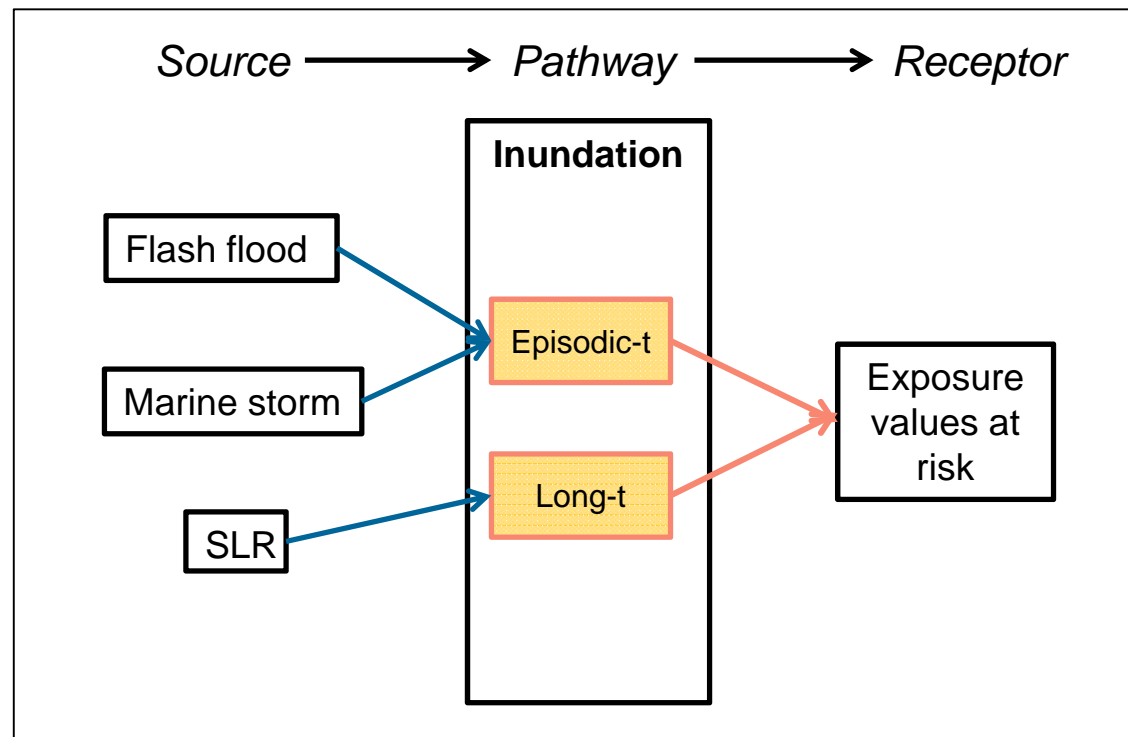 Source Pathway Receptor
Inundation
Flash flood
Episodic-t
Marine storm
Exposure
values at
risk
Long-t
SLR